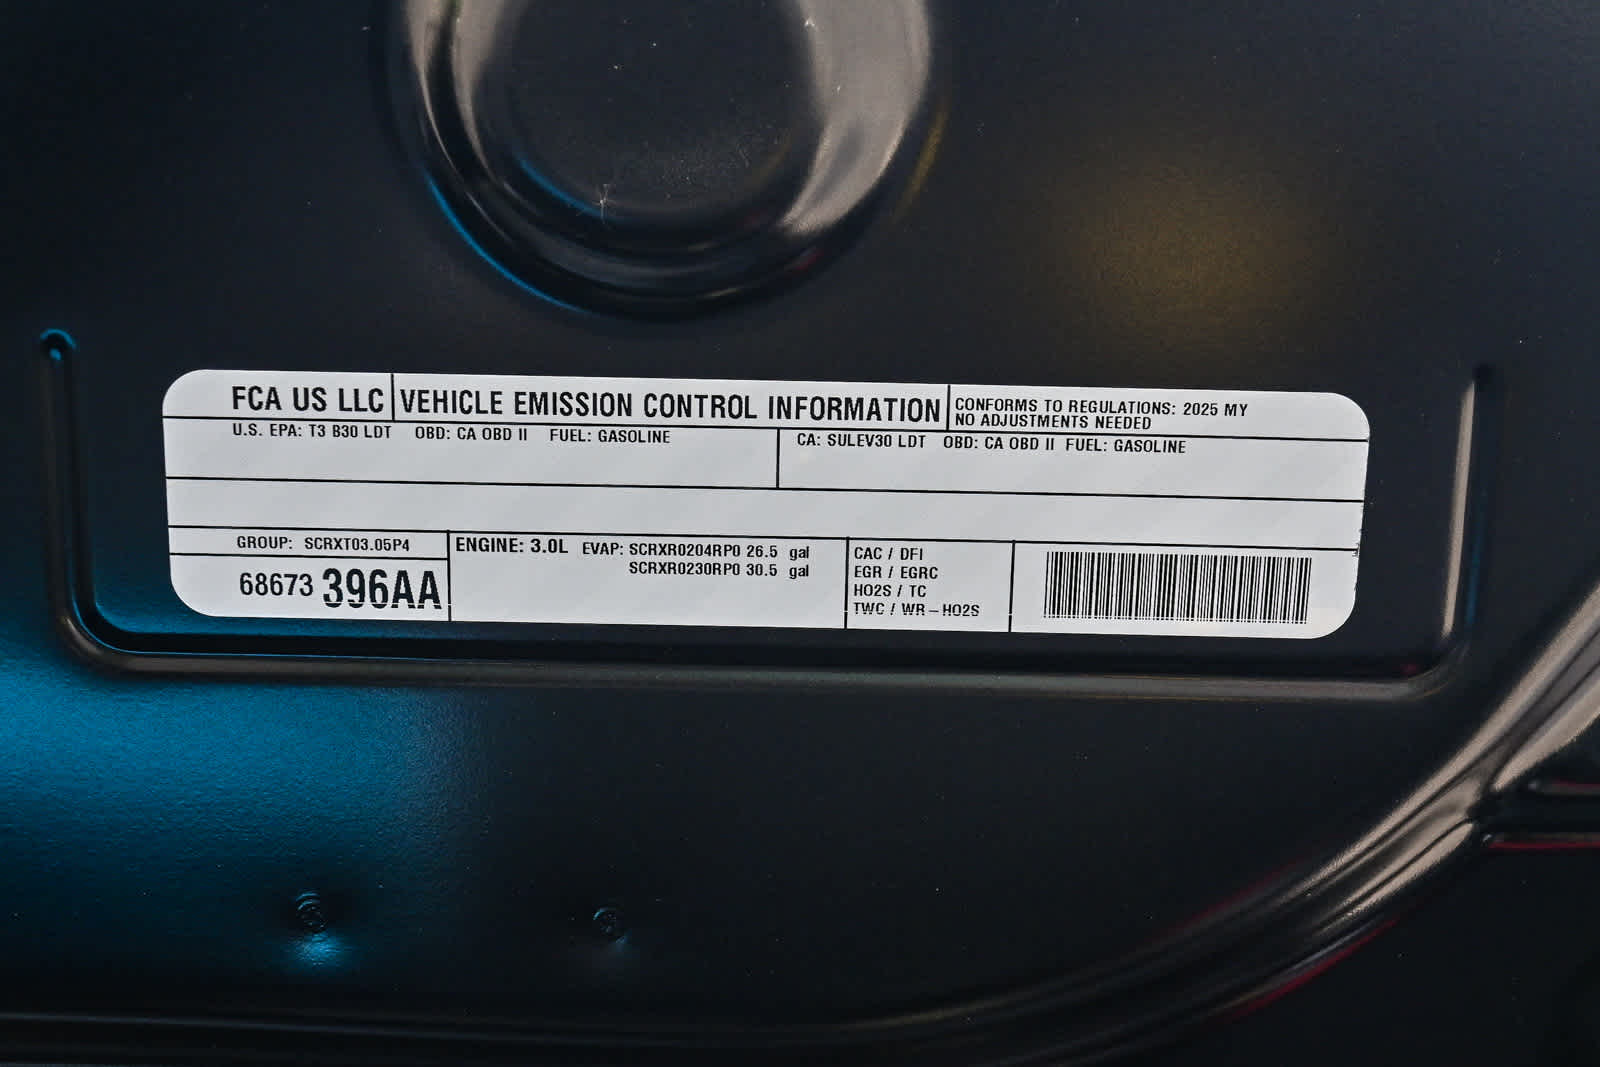 FCA US LLC VEHICLE EMISSION CONTROL INFORMATION
CONFORMS TO REGULATIONS: 2025 MY
NO ADJUSTMENTS NEEDED
U.S. EPA: T3 B30 LDT OBD: CA OBD II FUEL: GASOLINE
CA: SULEV30 LDT OBD: CA OBD II FUEL: GASOLINE
GROUP: SCRXT03.05P4
68673 396AA
ENGINE: 3.0L EVAP: SCRXR0204RP0 26.5 gal
SCRXR0230RP0 30.5 gal
CAC / DFI
EGR / EGRC
HO2S / TC
TWC / WR-HO2S